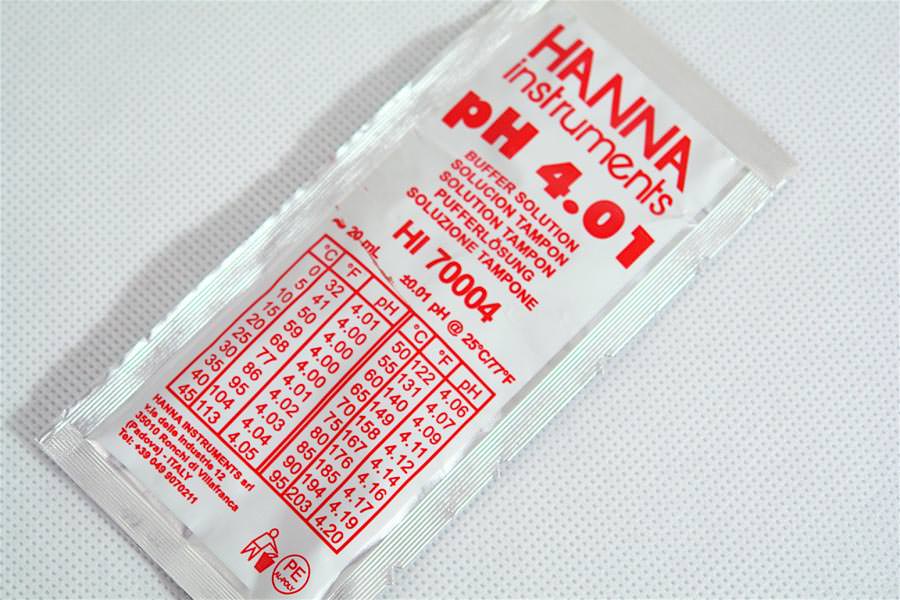 HANNA
instruments
pH 4.01
BUFFER SOLUTION
SOLUCION TAMPON
SOLUTION TAMPON
PUFFERLÖSUNG
SOLUZIONE TAMPONE
HI 70004
~ 20 mL ±0.01 pH @ 25°C/77°F
°C °F pH °C °F pH
0 32 4.01 50 122 4.06
5 41 4.00 55 131 4.07
10 50 4.00 60 140 4.09
15 59 4.00 65 149 4.11
20 68 4.00 70 158 4.12
25 77 4.01 75 167 4.14
30 86 4.02 80 176 4.16
35 95 4.03 85 185 4.17
40 104 4.04 90 194 4.19
45 113 4.05 95 203 4.20
HANNA INSTRUMENTS srl
v.le delle Industrie 12
35010 Ronchi di Villafranca
(Padova) - ITALY
Tel: +39 049 9070211
PE
AL-POLY